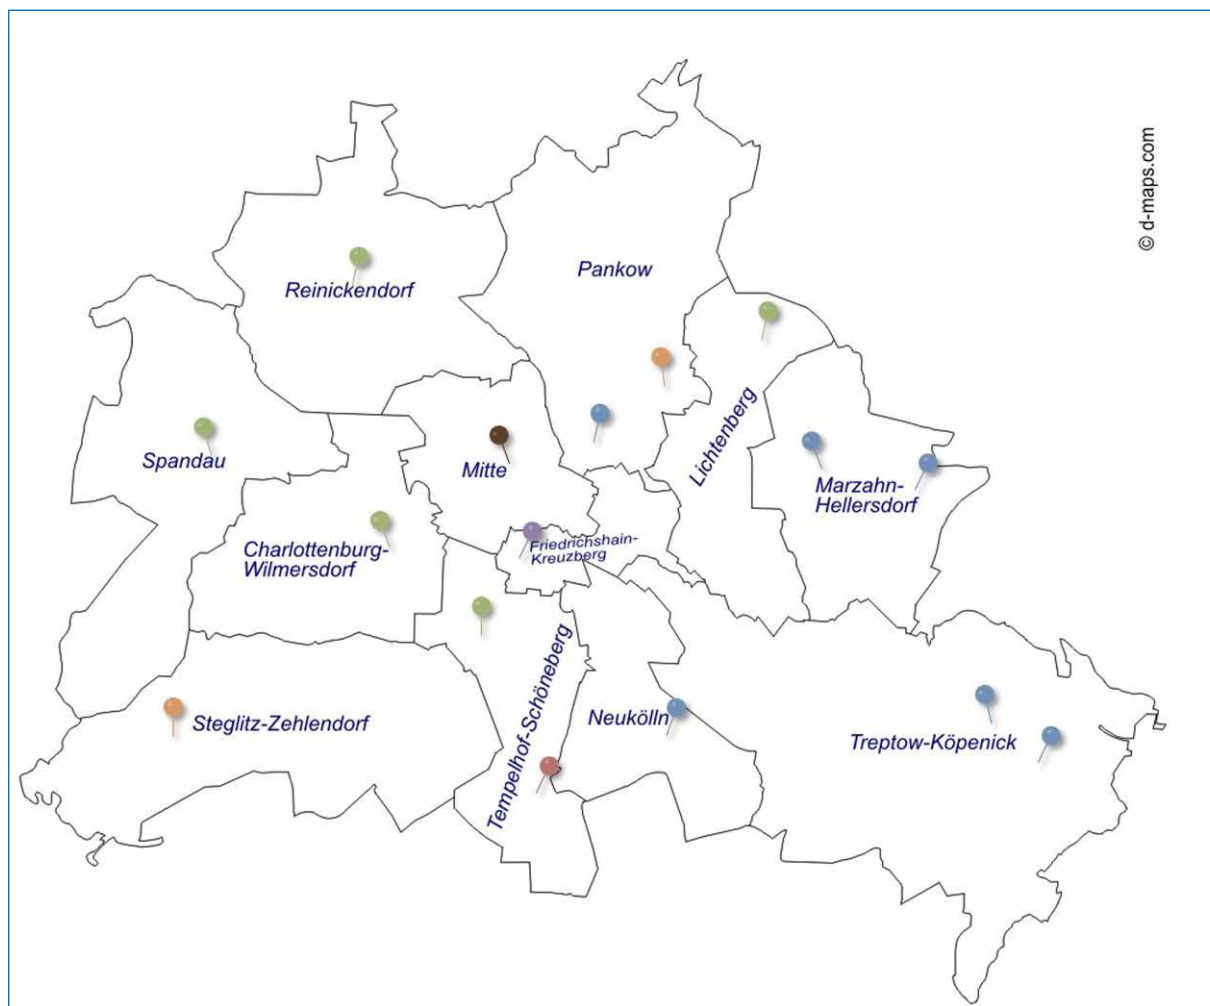 © d-maps.com
Pankow
Reinickendorf
Lichtenberg
Spandau
Mitte
Marzahn-
Hellersdorf
Friedrichshain-
Kreuzberg
Charlottenburg-
Wilmersdorf
Tempelhof-Schöneberg
Steglitz-Zehlendorf
Neukölln
Treptow-Köpenick